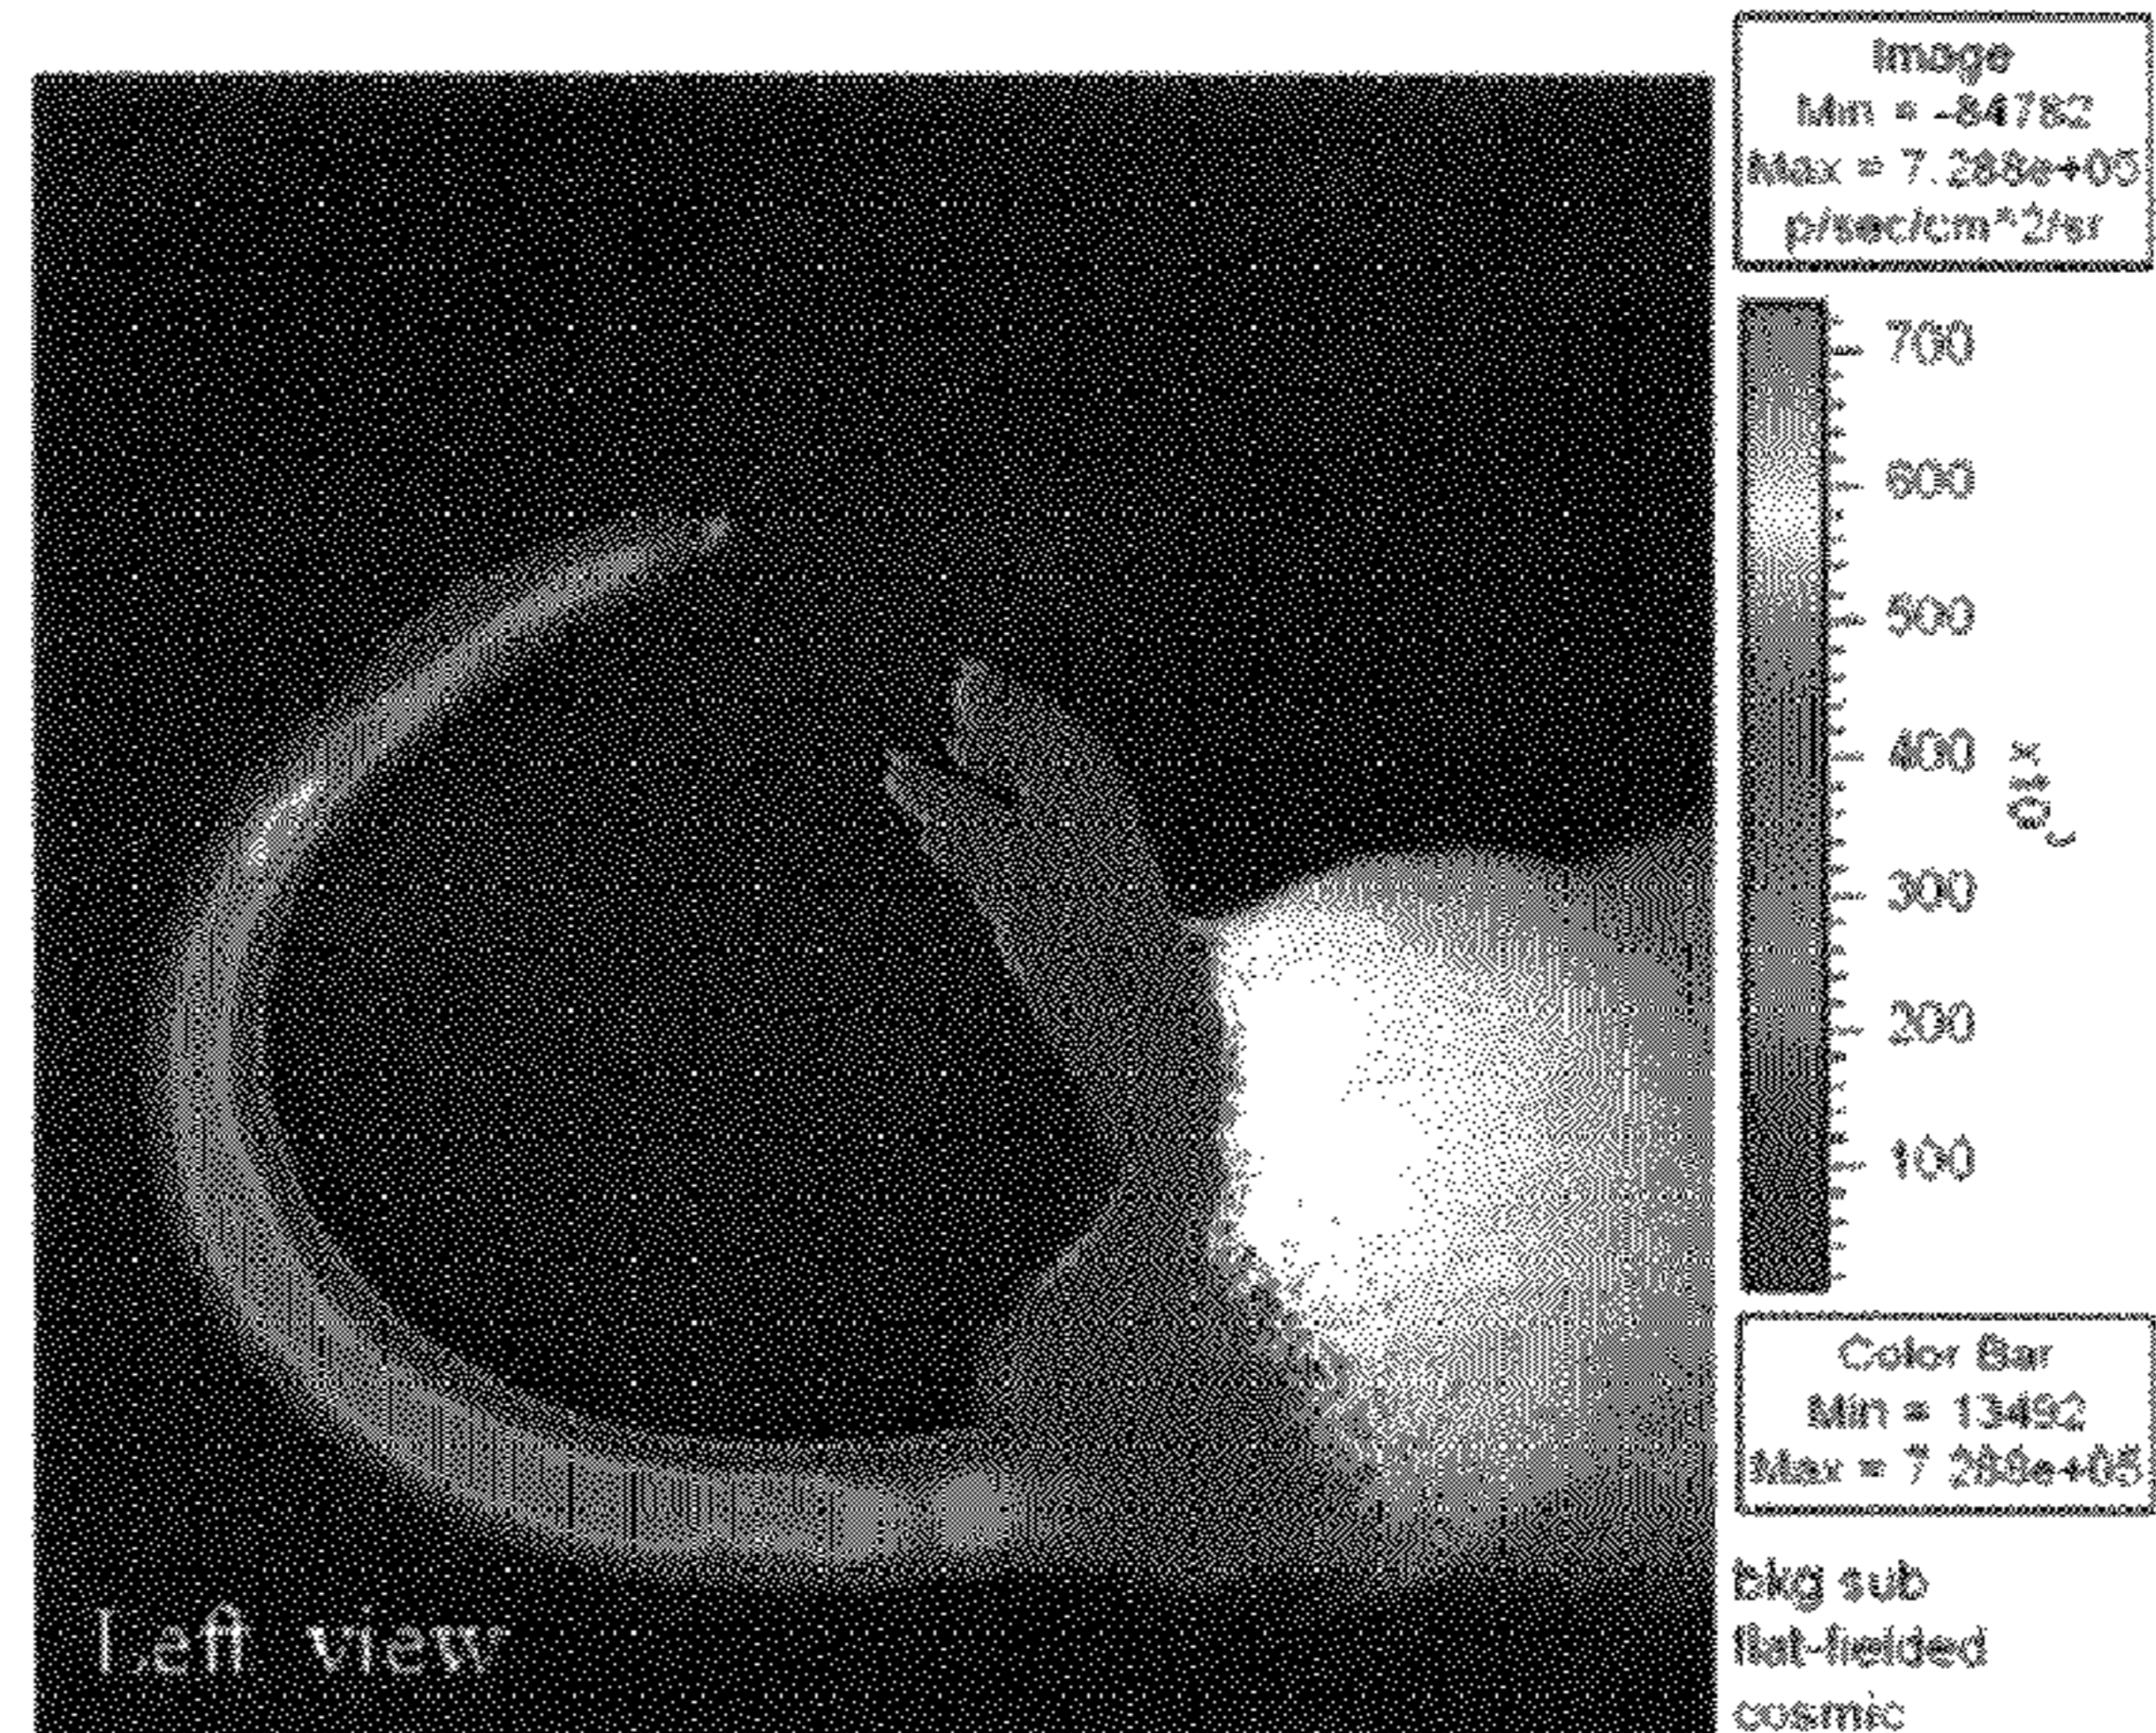 Image
Min = -84782
Max = 7.288e+05
p/sec/cm^2/sr
700
600
500
400
x10³
300
200
100
Color Bar
Min = 13492
Max = 7.288e+05
bkg sub
flat-fielded
cosmic
Left view